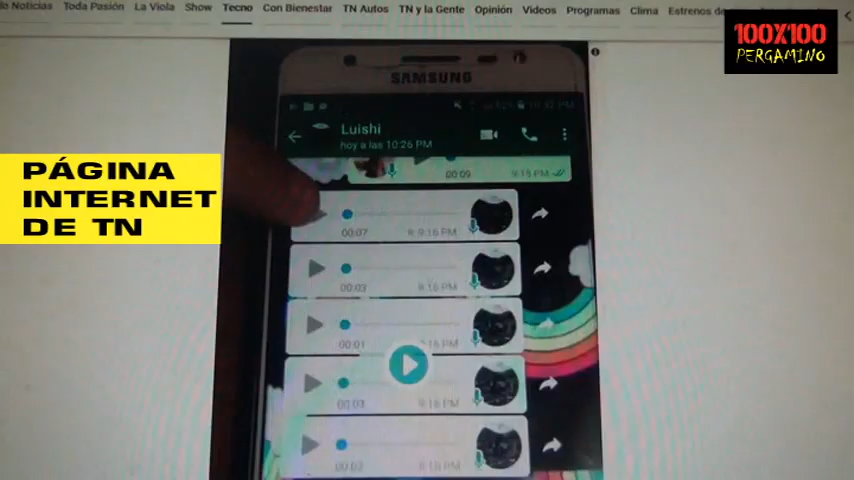 Noticias
Toda Pasión
La Viola
Show
Tecno
Con Bienestar
TN Autos
TN y la Gente
Opinión
Videos
Programas
Clima
Estrenos de
100X100
PERGAMINO
SAMSUNG
10:32 PM
Luishi
hoy a las 10:26 PM
00:09
9:15 PM
PÁGINA
INTERNET
DE TN
00:07
9:16 PM
00:03
9:16 PM
00:01
9:16 PM
00:03
9:16 PM
00:02
9:16 PM